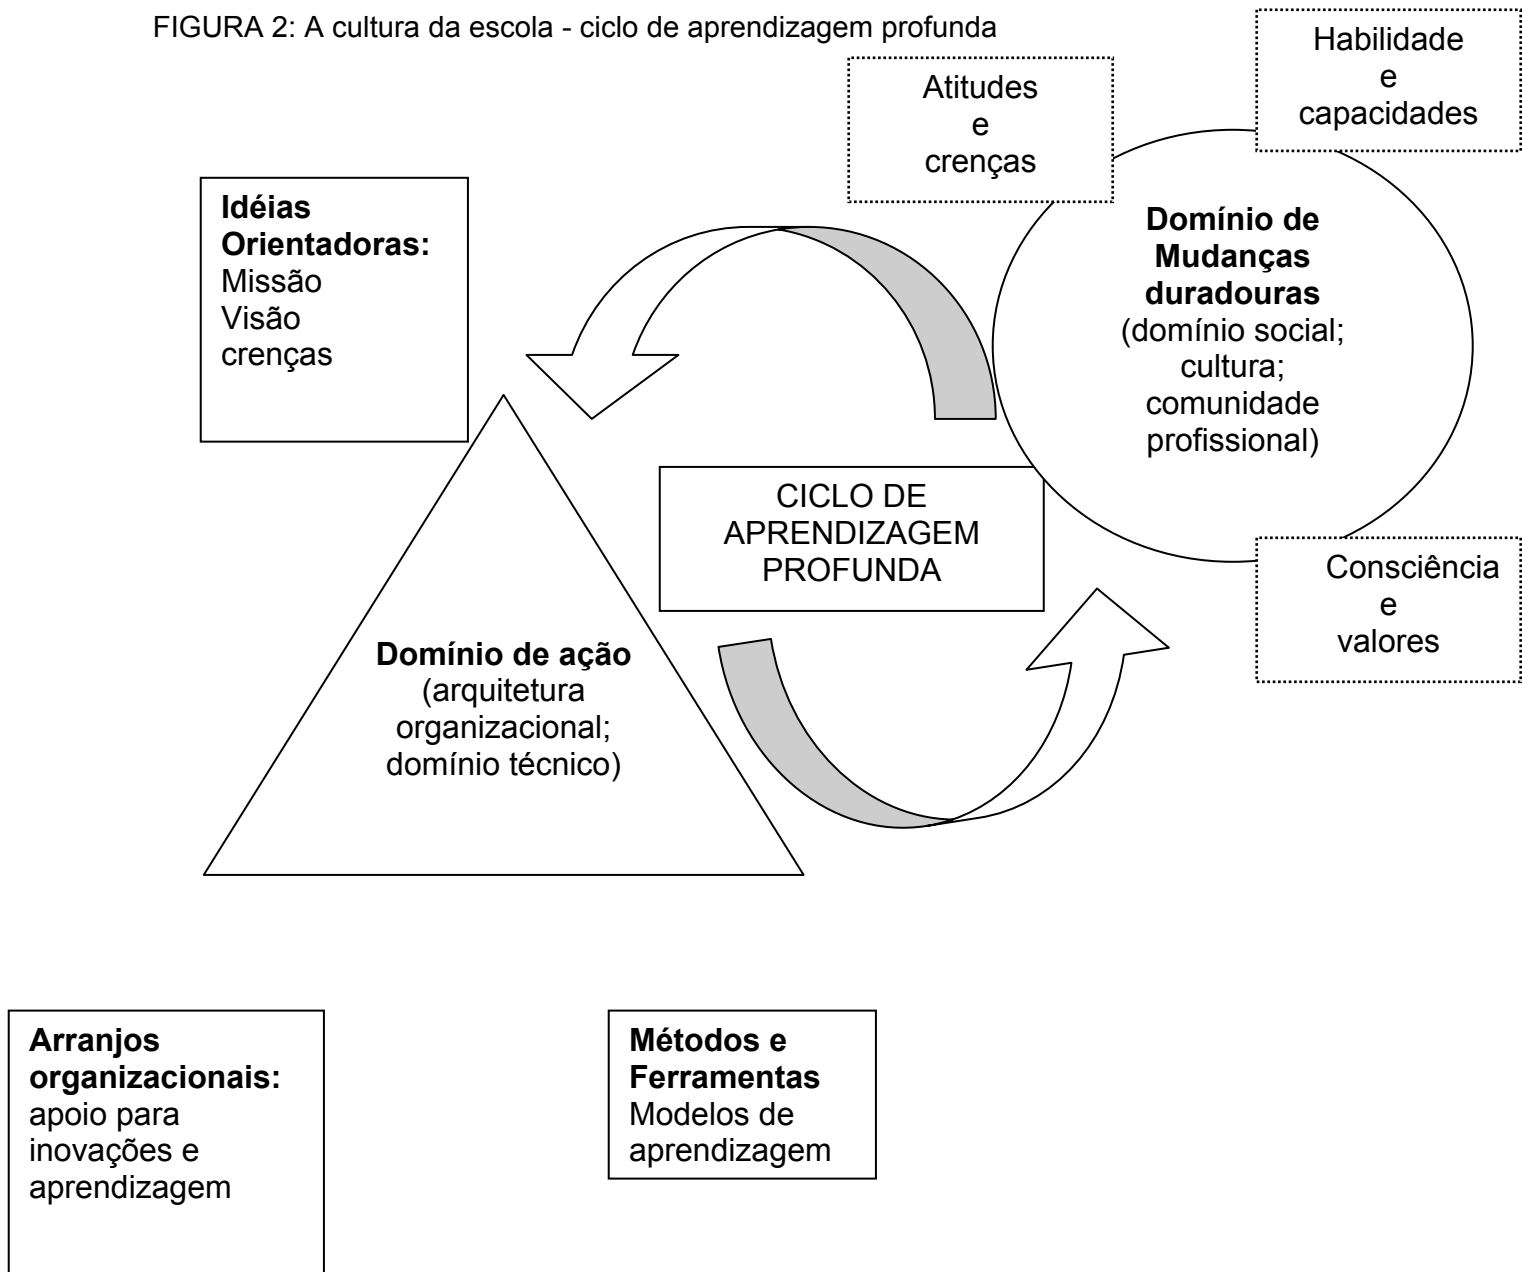 FIGURA 2: A cultura da escola - ciclo de aprendizagem profunda
Habilidade
e
capacidades
Atitudes
e
crenças
Idéias
Orientadoras:
Missão
Visão
crenças
Domínio de
Mudanças
duradouras
(domínio social;
cultura;
comunidade
profissional)
CICLO DE
APRENDIZAGEM
PROFUNDA
Consciência
e
valores
Domínio de ação
(arquitetura
organizacional;
domínio técnico)
Arranjos
organizacionais:
apoio para
inovações e
aprendizagem
Métodos e
Ferramentas
Modelos de
aprendizagem